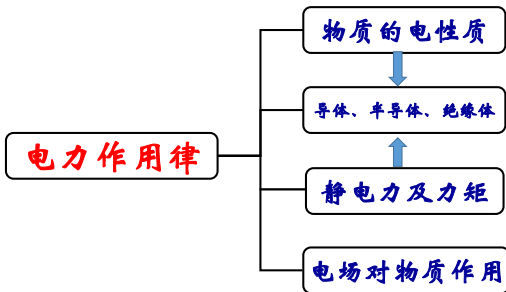 物质的电性质
导体、半导体、绝缘体
电力作用律
静电力及力矩
电场对物质作用